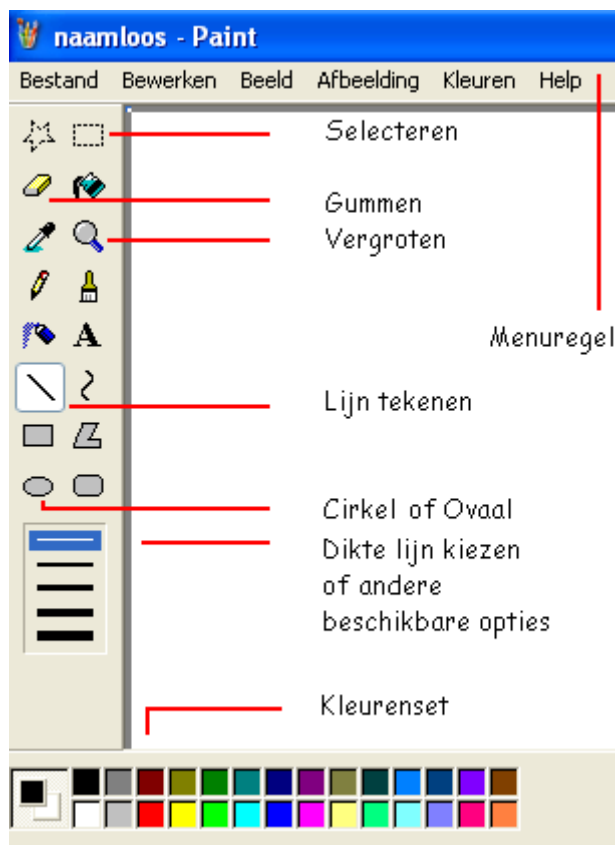 naamloos - Paint
Bestand Bewerken Beeld Afbeelding Kleuren Help
Selecteren
Gummen
Vergroten
Menuregel
A
Lijn tekenen
Cirkel of Ovaal
Dikte lijn kiezen
of andere
beschikbare opties
Kleurenset